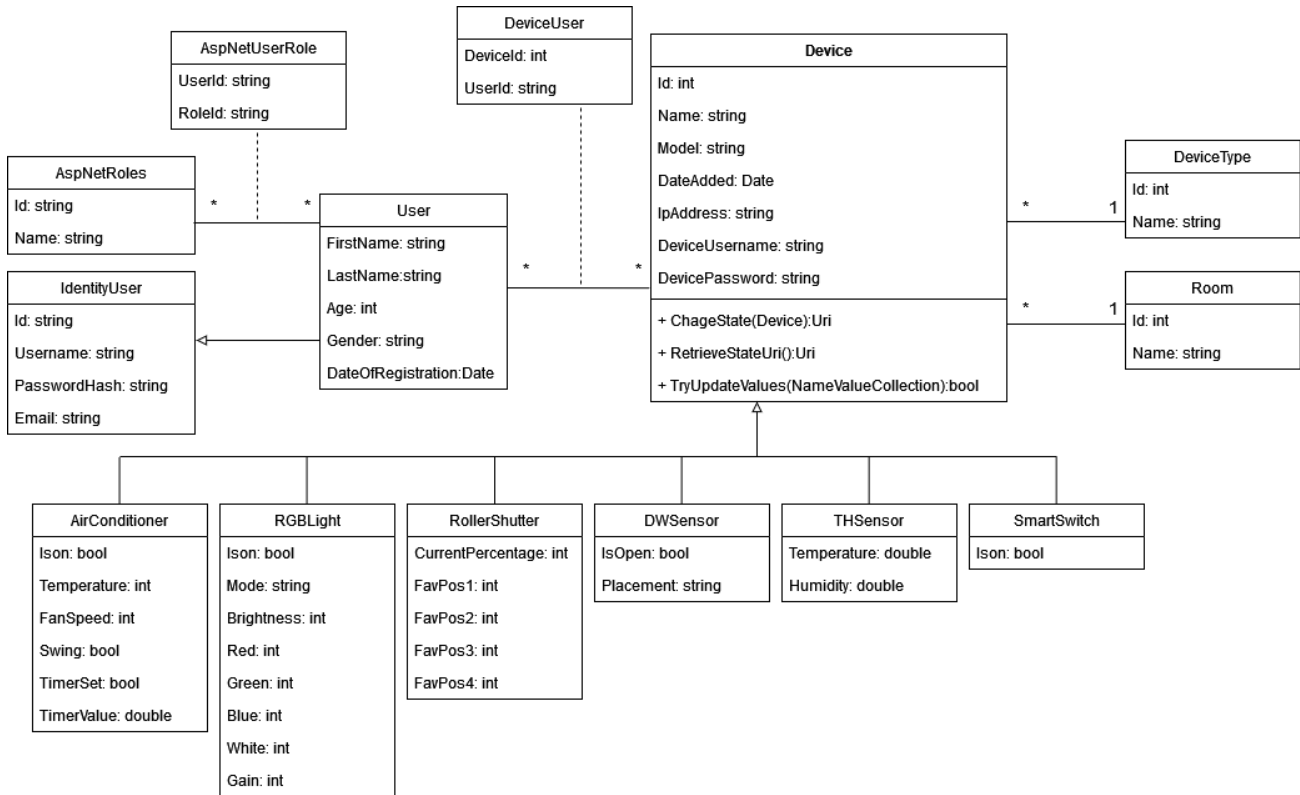 AspNetUserRole
UserId: string
RoleId: string
DeviceUser
DeviceId: int
UserId: string
Device
Id: int
Name: string
Model: string
DateAdded: Date
IpAddress: string
DeviceUsername: string
DevicePassword: string
+ ChageState(Device):Uri
+ RetrieveStateUri():Uri
+ TryUpdateValues(NameValueCollection):bool
AspNetRoles
Id: string
Name: string
* *
User
FirstName: string
LastName:string
Age: int
Gender: string
DateOfRegistration:Date
* *
IdentityUser
Id: string
Username: string
PasswordHash: string
Email: string
DeviceType
Id: int
Name: string
* 1
Room
Id: int
Name: string
* 1
AirConditioner
Ison: bool
Temperature: int
FanSpeed: int
Swing: bool
TimerSet: bool
TimerValue: double
RGBLight
Ison: bool
Mode: string
Brightness: int
Red: int
Green: int
Blue: int
White: int
Gain: int
RollerShutter
CurrentPercentage: int
FavPos1: int
FavPos2: int
FavPos3: int
FavPos4: int
DWSensor
IsOpen: bool
Placement: string
THSensor
Temperature: double
Humidity: double
SmartSwitch
Ison: bool